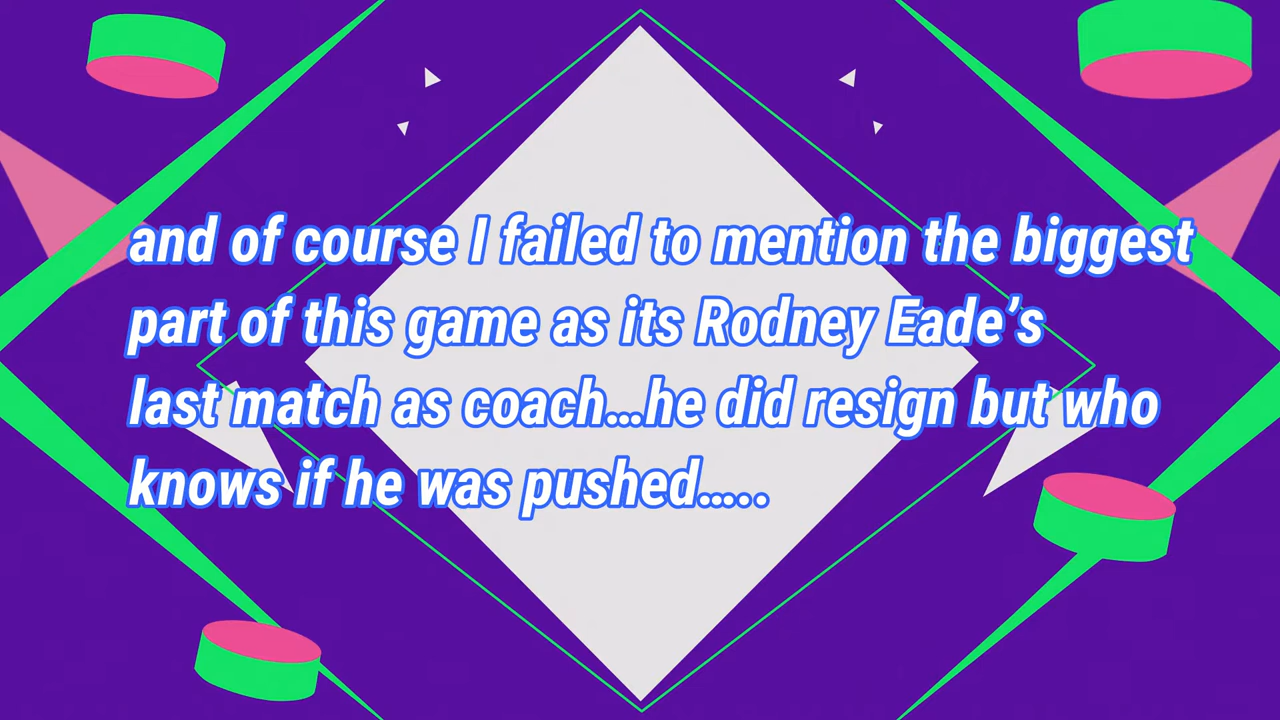 and of course I failed to mention the biggest
part of this game as its Rodney Eade’s
last match as coach…he did resign but who
knows if he was pushed.….